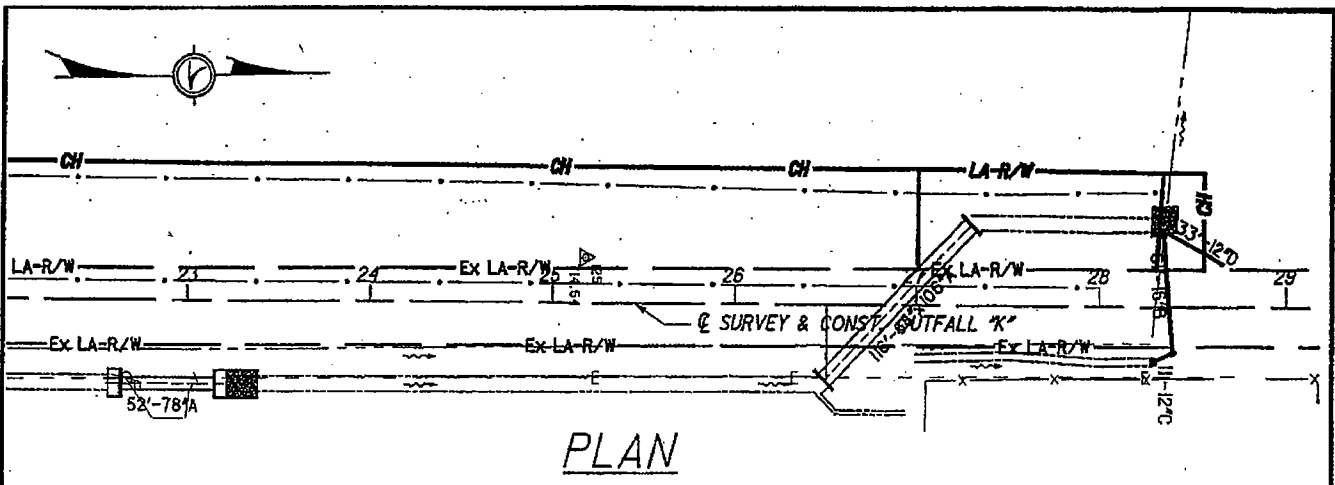 CH CH CH LA-R/W
CH
33'-12"D
LA-R/W Ex LA-R/W Ex LA-R/W
23 24 25 26 28 29
℄ SURVEY & CONST. OUTFALL "K"
Ex LA-R/W Ex LA-R/W Ex LA-R/W
52'-78"A
11'-12"C
PLAN